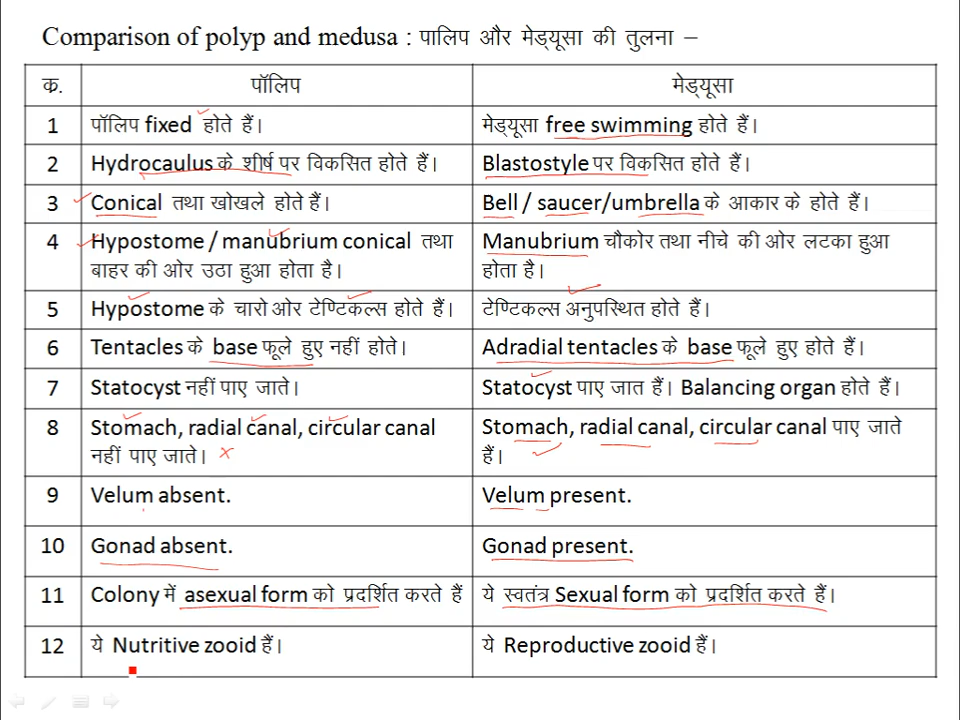 Comparison of polyp and medusa : पालिप और मेड्यूसा की तुलना –
क्र. पॉलिप मेड्यूसा
1 पॉलिप fixed होते हैं। मेड्यूसा free swimming होते हैं।
2 Hydrocaulus के शीर्ष पर विकसित होते हैं। Blastostyle पर विकसित होते हैं।
3 Conical तथा खोखले होते हैं। Bell / saucer/umbrella के आकार के होते हैं।
4 Hypostome / manubrium conical तथा Manubrium चौकोर तथा नीचे की ओर लटका हुआ
बाहर की ओर उठा हुआ होता है। होता है।
5 Hypostome के चारो ओर टेण्टिकल्स होते हैं। टेण्टिकल्स अनुपस्थित होते हैं।
6 Tentacles के base फूले हुए नहीं होते। Adradial tentacles के base फूले हुए होते हैं।
7 Statocyst नहीं पाए जाते। Statocyst पाए जात हैं। Balancing organ होते हैं।
8 Stomach, radial canal, circular canal Stomach, radial canal, circular canal पाए जाते
नहीं पाए जाते। हैं।
9 Velum absent. Velum present.
10 Gonad absent. Gonad present.
11 Colony में asexual form को प्रदर्शित करते हैं ये स्वतंत्र Sexual form को प्रदर्शित करते हैं।
12 ये Nutritive zooid हैं। ये Reproductive zooid हैं।